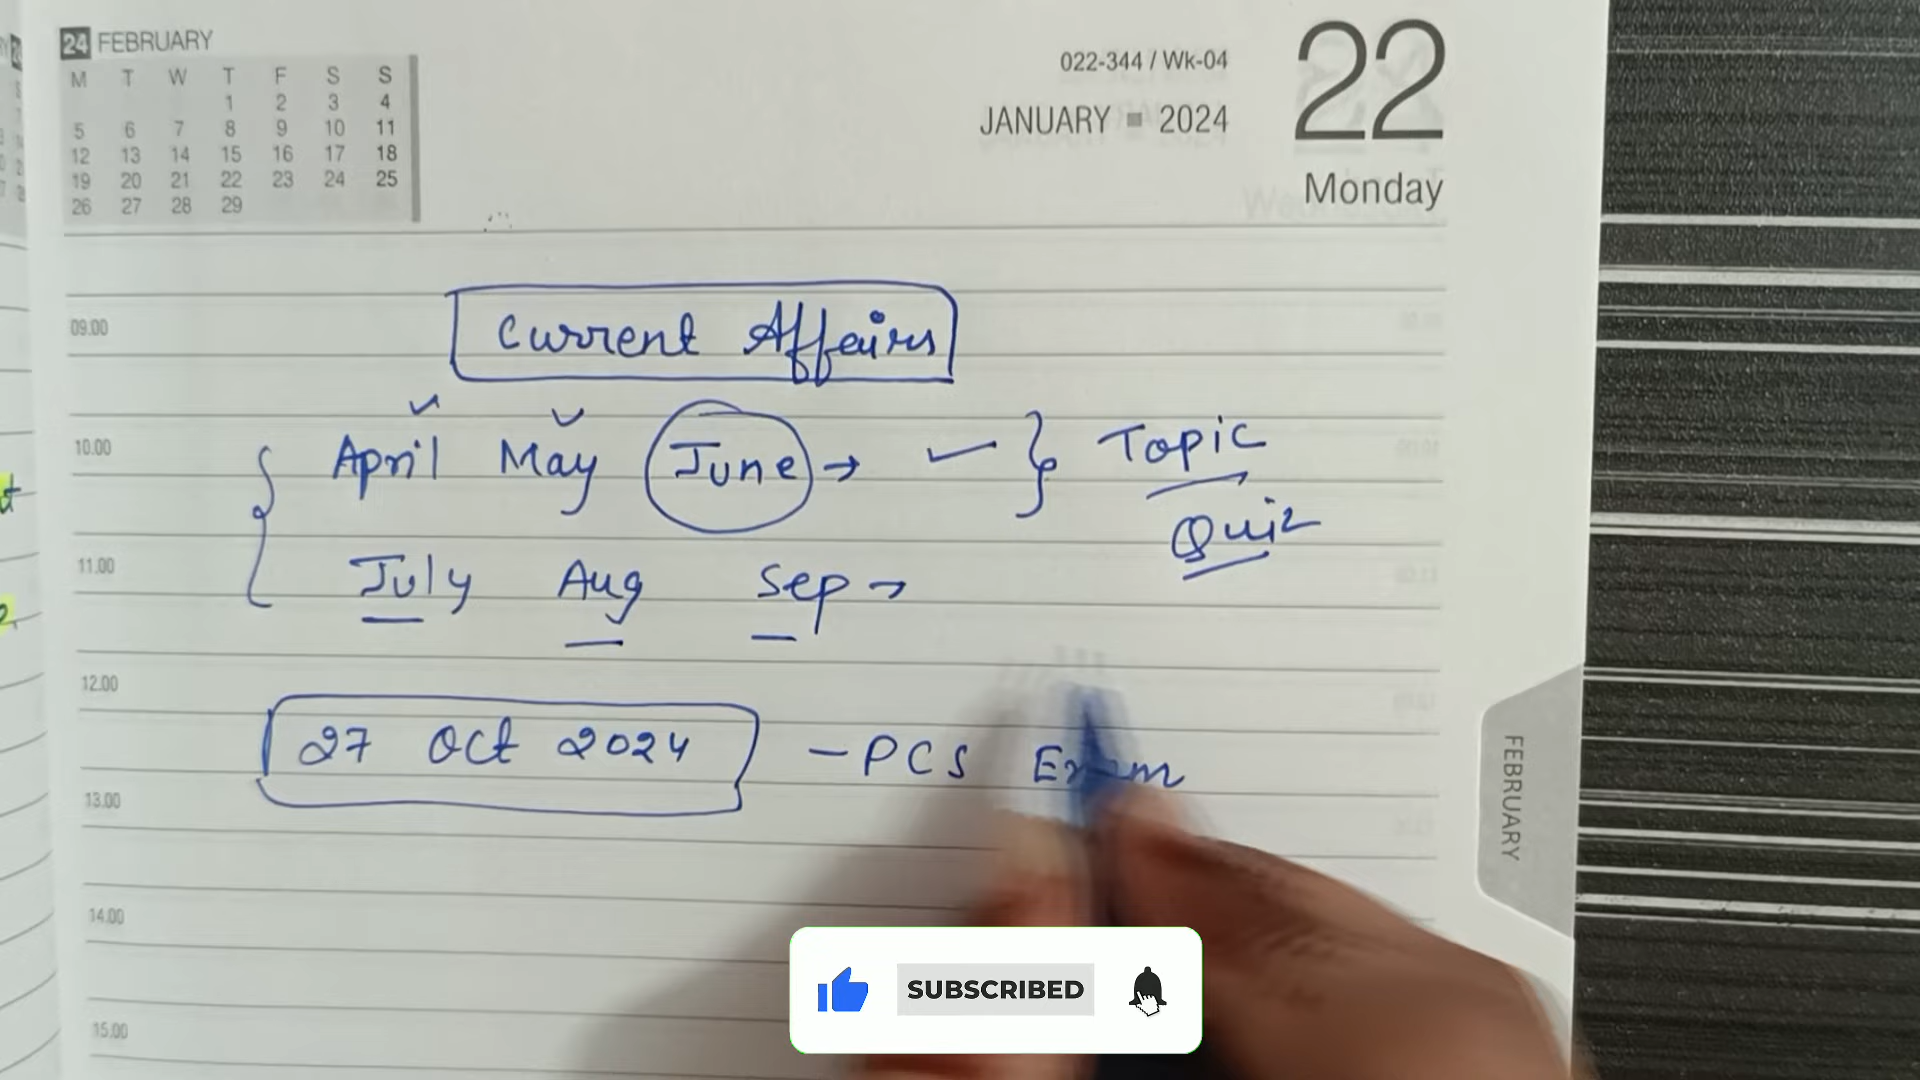 24 FEBRUARY
M T W T F S S
1 2 3 4
5 6 7 8 9 10 11
12 13 14 15 16 17 18
19 20 21 22 23 24 25
26 27 28 29
022-344 / Wk-04
JANUARY 2024
22
Monday
09.00
Current Affairs
10.00
April May June → Topic
Quiz
11.00
July Aug Sep →
12.00
27 Oct 2024 - PCS Exam
13.00
14.00
15.00
FEBRUARY
SUBSCRIBED